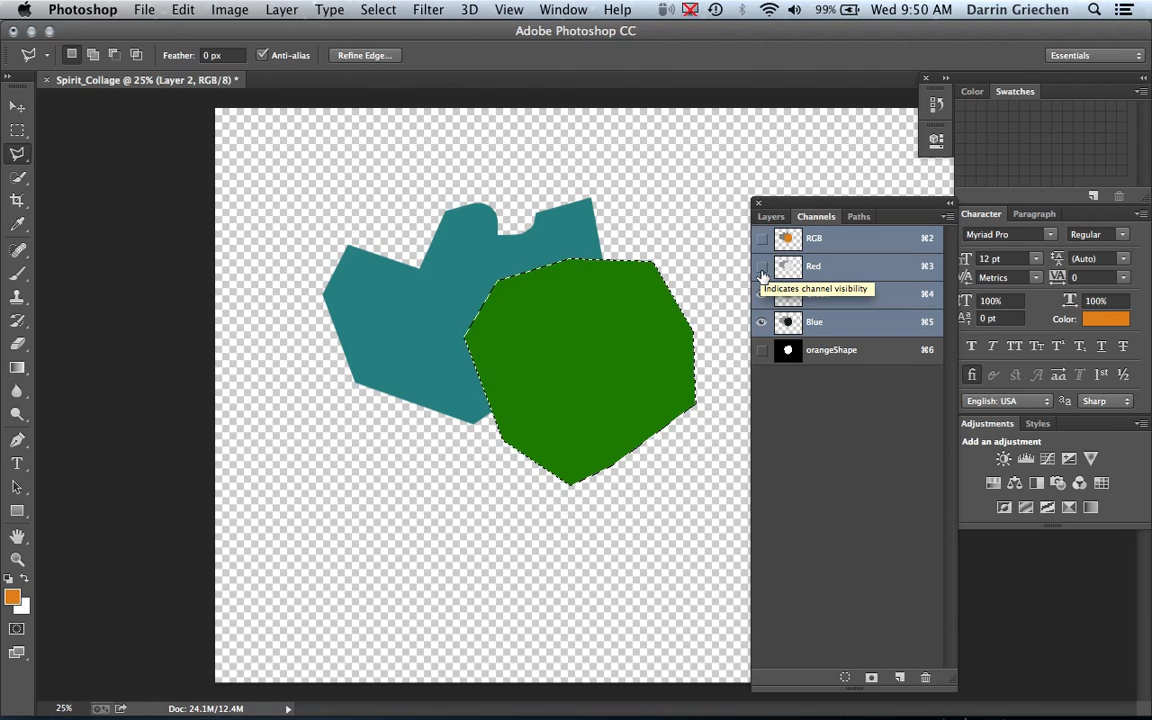 Photoshop File Edit Image Layer Type Select Filter 3D View Window Help 99% Wed 9:50 AM Darrin Griechen
Adobe Photoshop CC
Feather: 0 px Anti-alias Refine Edge... Essentials
Spirit_Collage @ 25% (Layer 2, RGB/8) *
Color Swatches
Layers Channels Paths
RGB ⌘2
Red ⌘3
Indicates channel visibility
⌘4
Blue ⌘5
orangeShape ⌘6
Character Paragraph
Myriad Pro Regular
12 pt (Auto)
Metrics 0
100% 100%
0 pt Color:
English: USA Sharp
Adjustments Styles
Add an adjustment
25% Doc: 24.1M/12.4M